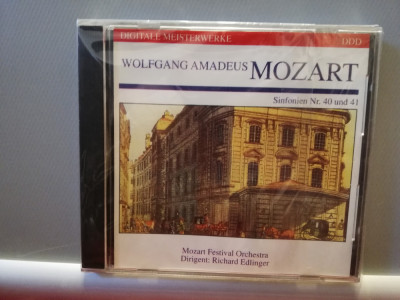 DIGITALE MEISTERWERKE DDD
WOLFGANG AMADEUS MOZART
Sinfonien Nr. 40 und 41
Mozart Festival Orchestra
Dirigent: Richard Edlinger